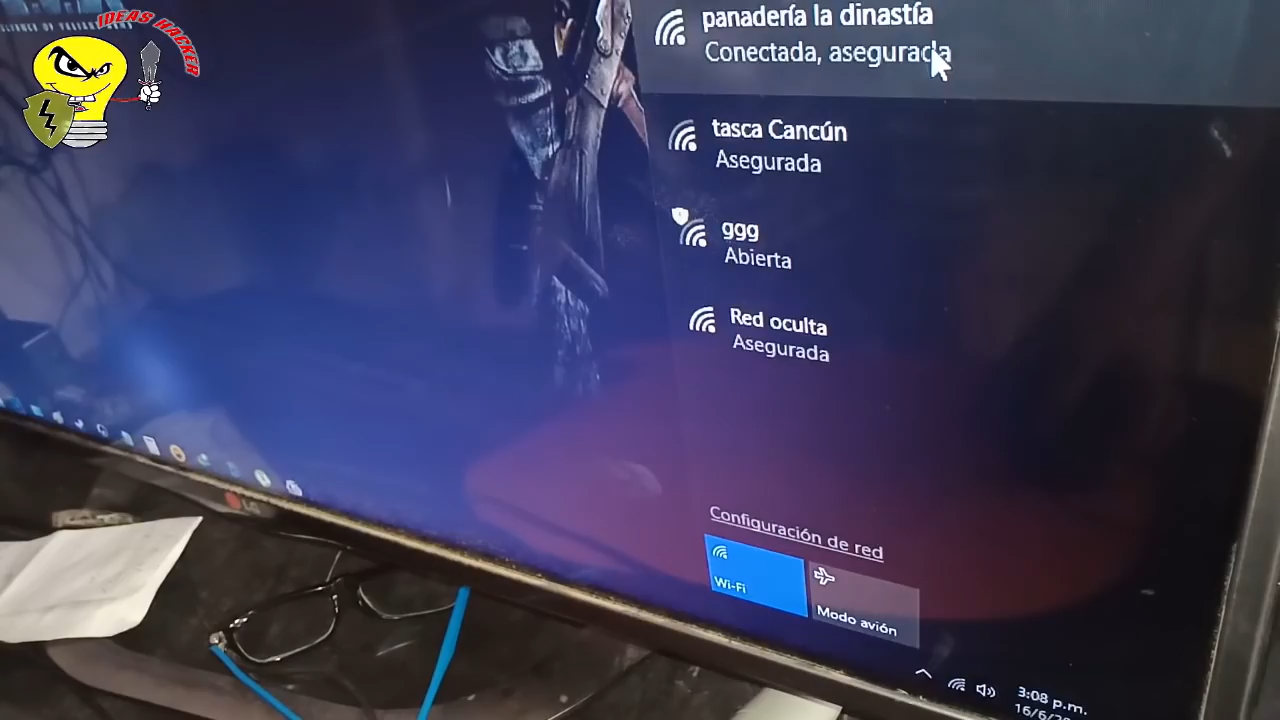 IDEAS HACKER
panadería la dinastía
Conectada, asegurada
tasca Cancún
Asegurada
ggg
Abierta
Red oculta
Asegurada
Configuración de red
Wi-Fi
Modo avión
LG
3:08 p.m.